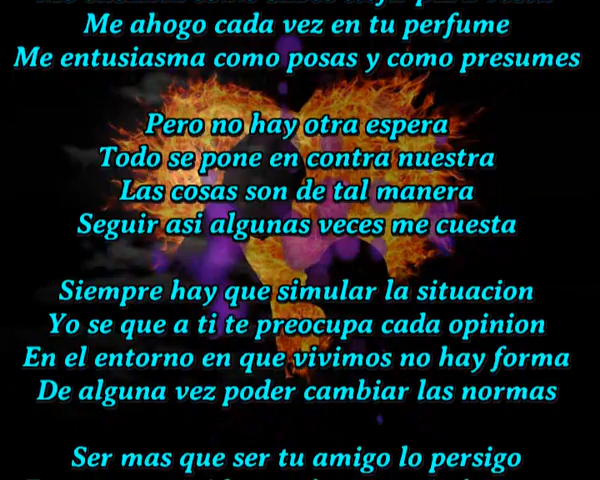 Me ahogo cada vez en tu perfume
Me entusiasma como posas y como presumes
Pero no hay otra espera
Todo se pone en contra nuestra
Las cosas son de tal manera
Seguir asi algunas veces me cuesta
Siempre hay que simular la situacion
Yo se que a ti te preocupa cada opinion
En el entorno en que vivimos no hay forma
De alguna vez poder cambiar las normas
Ser mas que ser tu amigo lo persigo